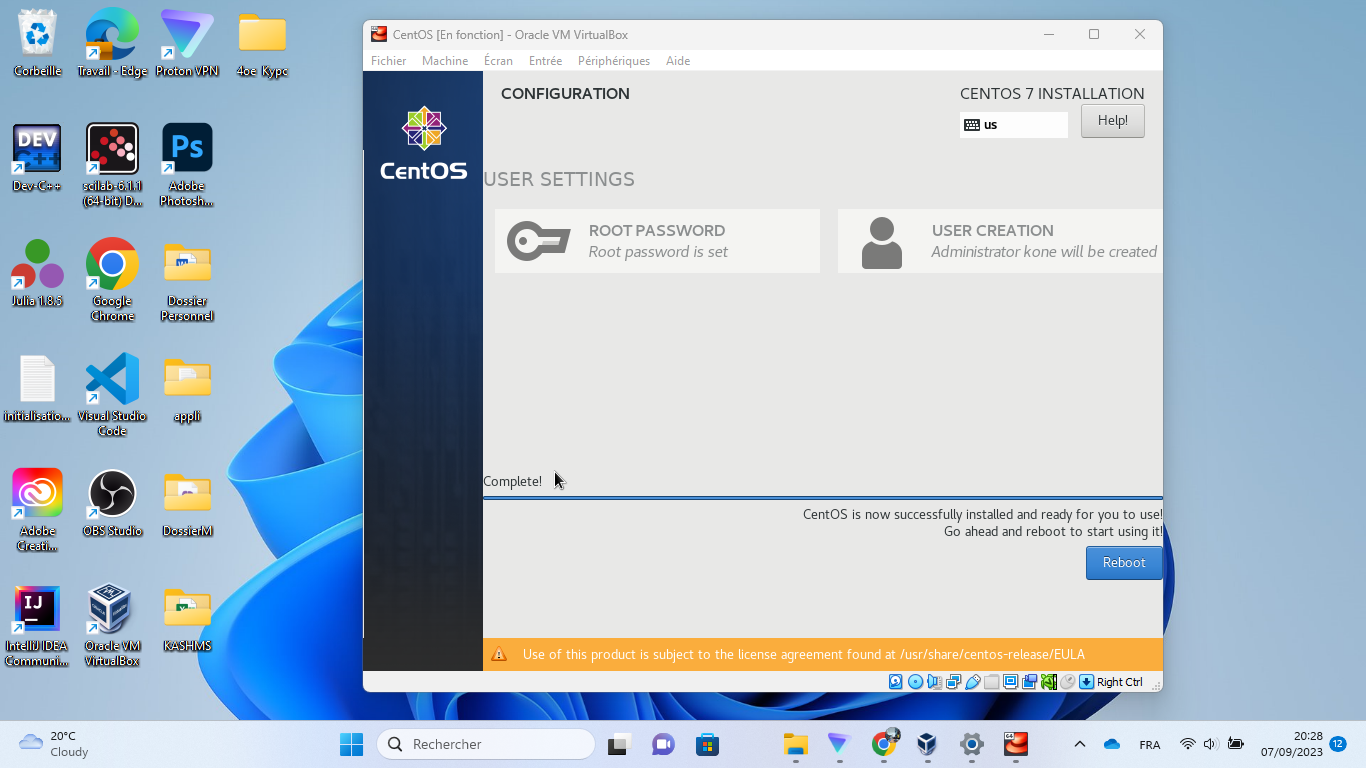 Corbeille
Travail - Edge
Proton VPN
4ое_Курс
DEV
C++
Dev-C++
scilab-6.1.1
(64-bit) D...
Ps
Adobe
Photosh...
Julia 1.8.5
Google
Chrome
Dossier
Personnel
initialisatio...
Visual Studio
Code
appli
Adobe
Creati...
OBS Studio
DossierM
IJ
IntelliJ IDEA
Communi...
Oracle VM
VirtualBox
KASHMS
CentOS [En fonction] - Oracle VM VirtualBox
Fichier Machine Écran Entrée Périphériques Aide
CentOS
CONFIGURATION
CENTOS 7 INSTALLATION
us
Help!
USER SETTINGS
ROOT PASSWORD
Root password is set
USER CREATION
Administrator kone will be created
Complete!
CentOS is now successfully installed and ready for you to use!
Go ahead and reboot to start using it!
Reboot
Use of this product is subject to the license agreement found at /usr/share/centos-release/EULA
Right Ctrl
20°C
Cloudy
Rechercher
64
FRA
20:28
07/09/2023
12